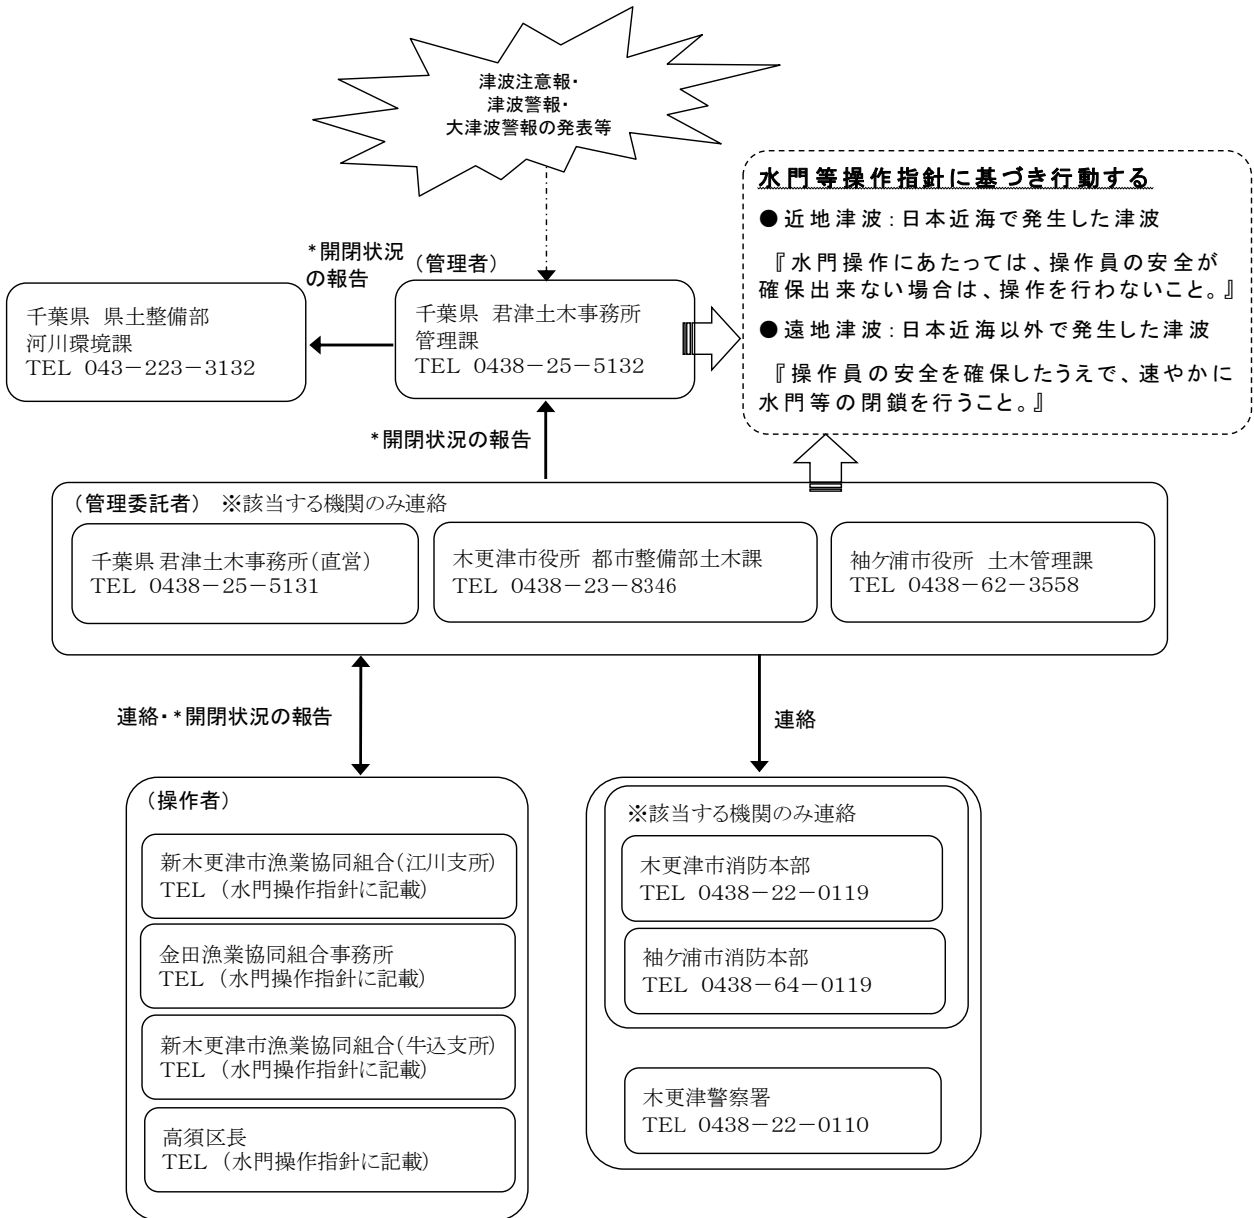 津波注意報・
津波警報・
大津波警報の発表等
水門等操作指針に基づき行動する
●近地津波：日本近海で発生した津波
『水門操作にあたっては、操作員の安全が
確保出来ない場合は、操作を行わないこと。』
●遠地津波：日本近海以外で発生した津波
『操作員の安全を確保したうえで、速やかに
水門等の閉鎖を行うこと。』
*開閉状況
の報告
（管理者）
千葉県 県土整備部
河川環境課
TEL 043－223－3132
千葉県 君津土木事務所
管理課
TEL 0438－25－5132
*開閉状況の報告
（管理委託者） ※該当する機関のみ連絡
千葉県 君津土木事務所（直営）
TEL 0438－25－5131
木更津市役所 都市整備部土木課
TEL 0438－23－8346
袖ケ浦市役所 土木管理課
TEL 0438－62－3558
連絡・*開閉状況の報告
連絡
（操作者）
新木更津市漁業協同組合（江川支所）
TEL （水門操作指針に記載）
金田漁業協同組合事務所
TEL （水門操作指針に記載）
新木更津市漁業協同組合（牛込支所）
TEL （水門操作指針に記載）
高須区長
TEL （水門操作指針に記載）
※該当する機関のみ連絡
木更津市消防本部
TEL 0438－22－0119
袖ケ浦市消防本部
TEL 0438－64－0119
木更津警察署
TEL 0438－22－0110